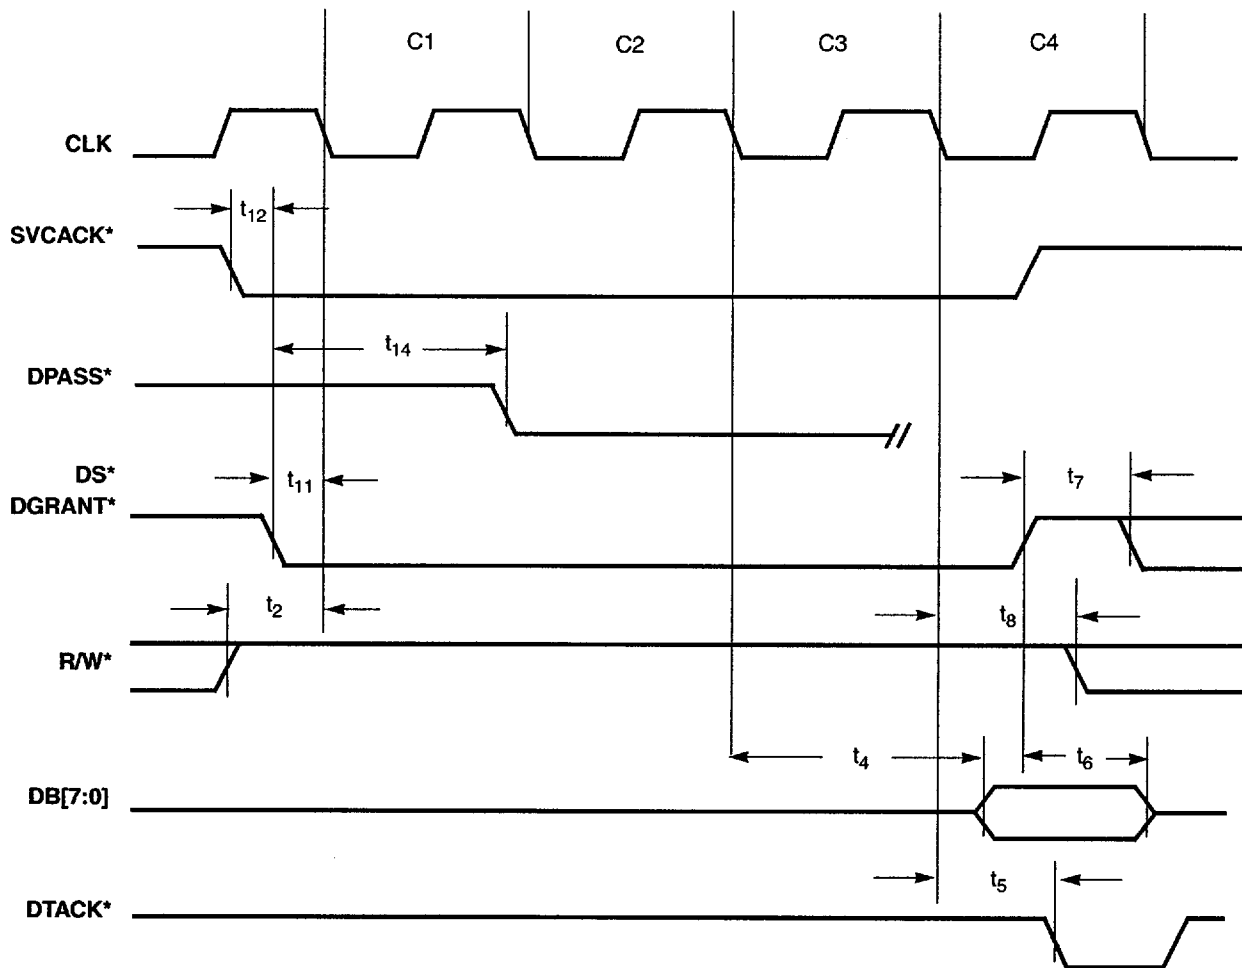 C1 C2 C3 C4
CLK
t12
SVCACK*
t14
DPASS*
DS*
t11 t7
DGRANT*
t2 t8
R/W*
t4 t6
DB[7:0]
t5
DTACK*